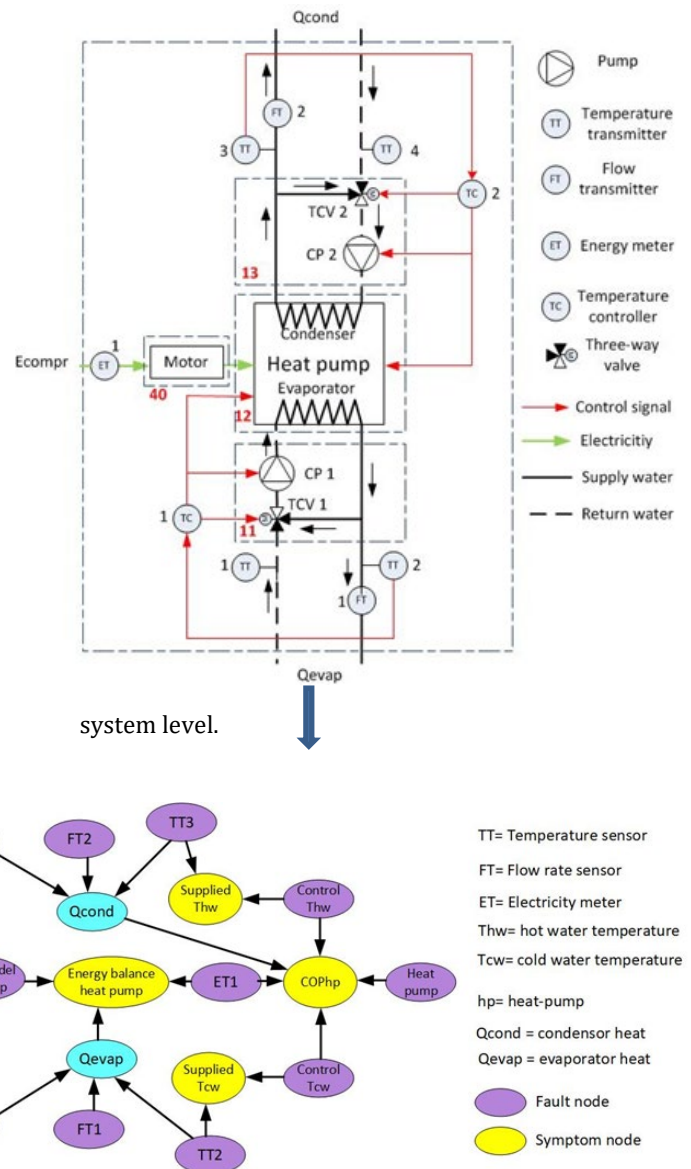 Qcond
FT
2
3
TT
TT
4
TC
2
TCV 2
CP 2
13
Condenser
Heat pump
Evaporator
Ecompr
1
ET
Motor
40
12
CP 1
TCV 1
1
TC
11
1
TT
TT
2
1
FT
Qevap
Pump
TT
Temperature
transmitter
FT
Flow
transmitter
ET
Energy meter
TC
Temperature
controller
Three-way
valve
Control signal
Electricitiy
Supply water
Return water
system level.
FT2
TT3
Qcond
Supplied
Thw
Control
Thw
Energy balance
heat pump
ET1
COPhp
Heat
pump
Qevap
Supplied
Tcw
Control
Tcw
FT1
TT2
TT= Temperature sensor
FT= Flow rate sensor
ET= Electricity meter
Thw= hot water temperature
Tcw= cold water temperature
hp= heat-pump
Qcond = condensor heat
Qevap = evaporator heat
Fault node
Symptom node